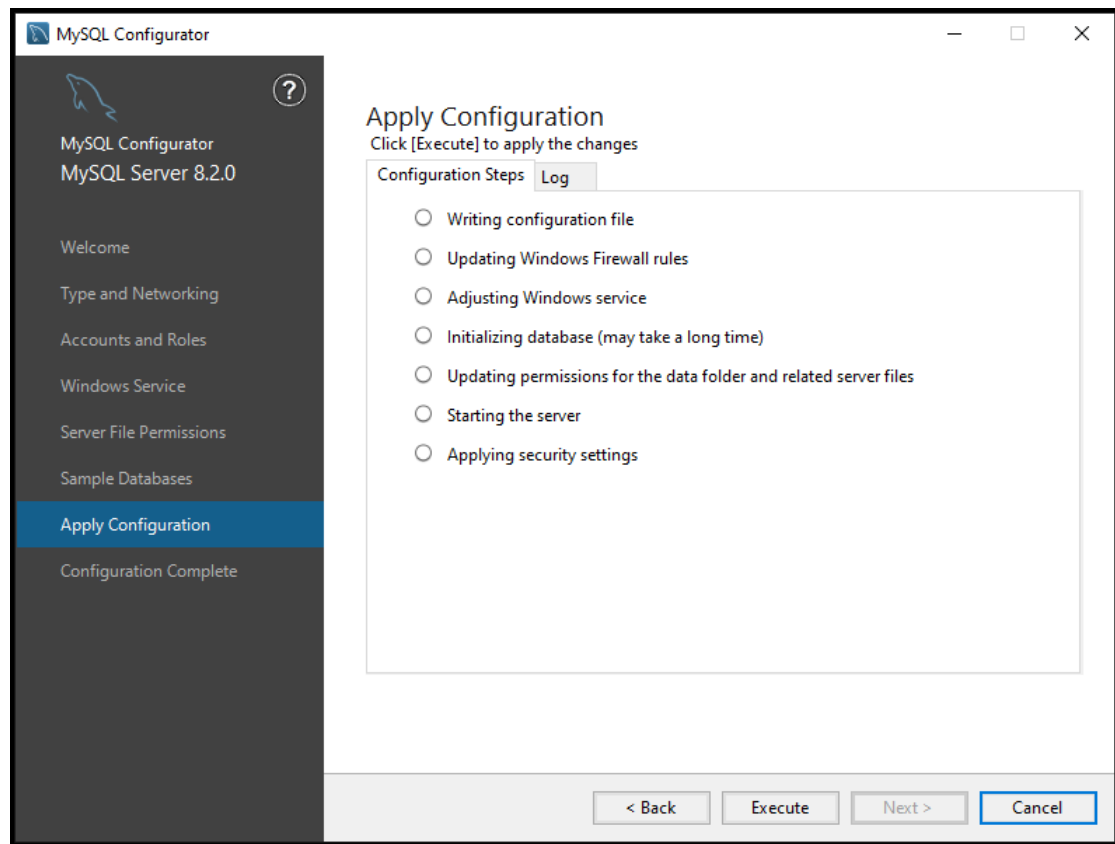 MySQL Configurator
?
MySQL Configurator
MySQL Server 8.2.0
Welcome
Type and Networking
Accounts and Roles
Windows Service
Server File Permissions
Sample Databases
Apply Configuration
Configuration Complete
Apply Configuration
Click [Execute] to apply the changes
Configuration Steps Log
Writing configuration file
Updating Windows Firewall rules
Adjusting Windows service
Initializing database (may take a long time)
Updating permissions for the data folder and related server files
Starting the server
Applying security settings
< Back Execute Next > Cancel